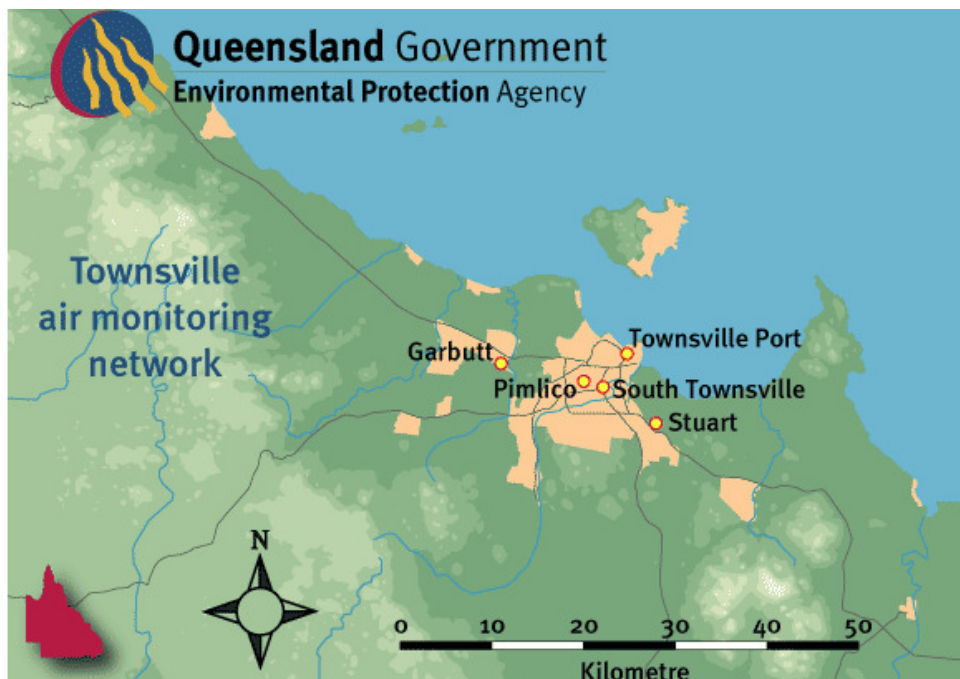 Queensland Government
Environmental Protection Agency
Townsville
air monitoring
network
Townsville Port
Garbutt
Pimlico
South Townsville
Stuart
N
0 10 20 30 40 50
Kilometre